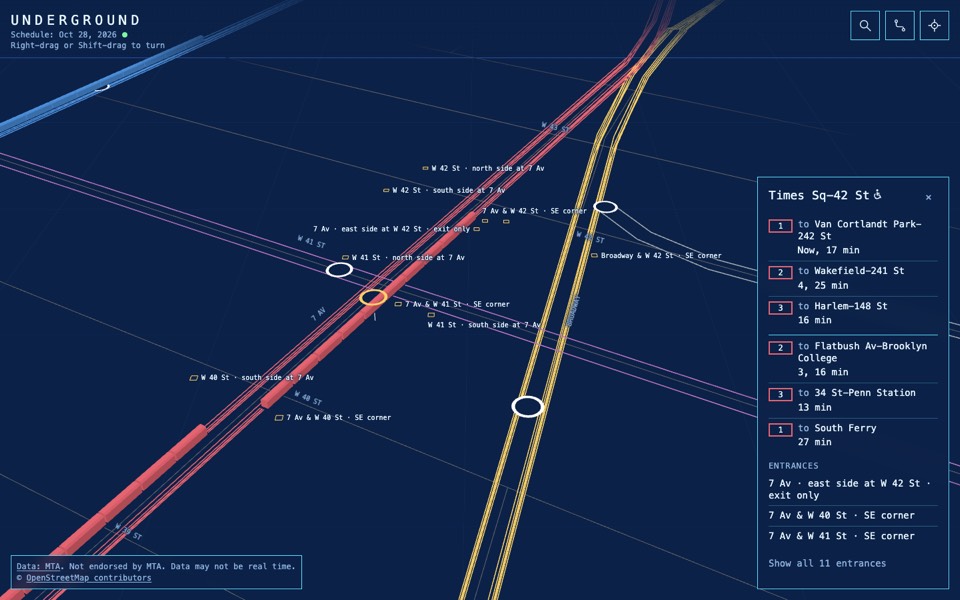 UNDERGROUND
Schedule: Oct 28, 2026
Right-drag or Shift-drag to turn
W 43 ST
W 42 St · north side at 7 Av
W 42 St · south side at 7 Av
7 Av & W 42 St · SE corner
7 Av · east side at W 42 St · exit only
W 41 ST
W 42 ST
W 41 St · north side at 7 Av
Broadway & W 42 St · SE corner
7 Av & W 41 St · SE corner
7 AV
BROADWAY
W 41 St · south side at 7 Av
W 40 St · south side at 7 Av
W 40 ST
7 Av & W 40 St · SE corner
W 39 ST
Times Sq-42 St
×
1 to Van Cortlandt Park-
242 St
Now, 17 min
2 to Wakefield-241 St
4, 25 min
3 to Harlem-148 St
16 min
2 to Flatbush Av-Brooklyn
College
3, 16 min
3 to 34 St-Penn Station
13 min
1 to South Ferry
27 min
ENTRANCES
7 Av · east side at W 42 St ·
exit only
7 Av & W 40 St · SE corner
7 Av & W 41 St · SE corner
Show all 11 entrances
Data: MTA. Not endorsed by MTA. Data may not be real time.
© OpenStreetMap contributors